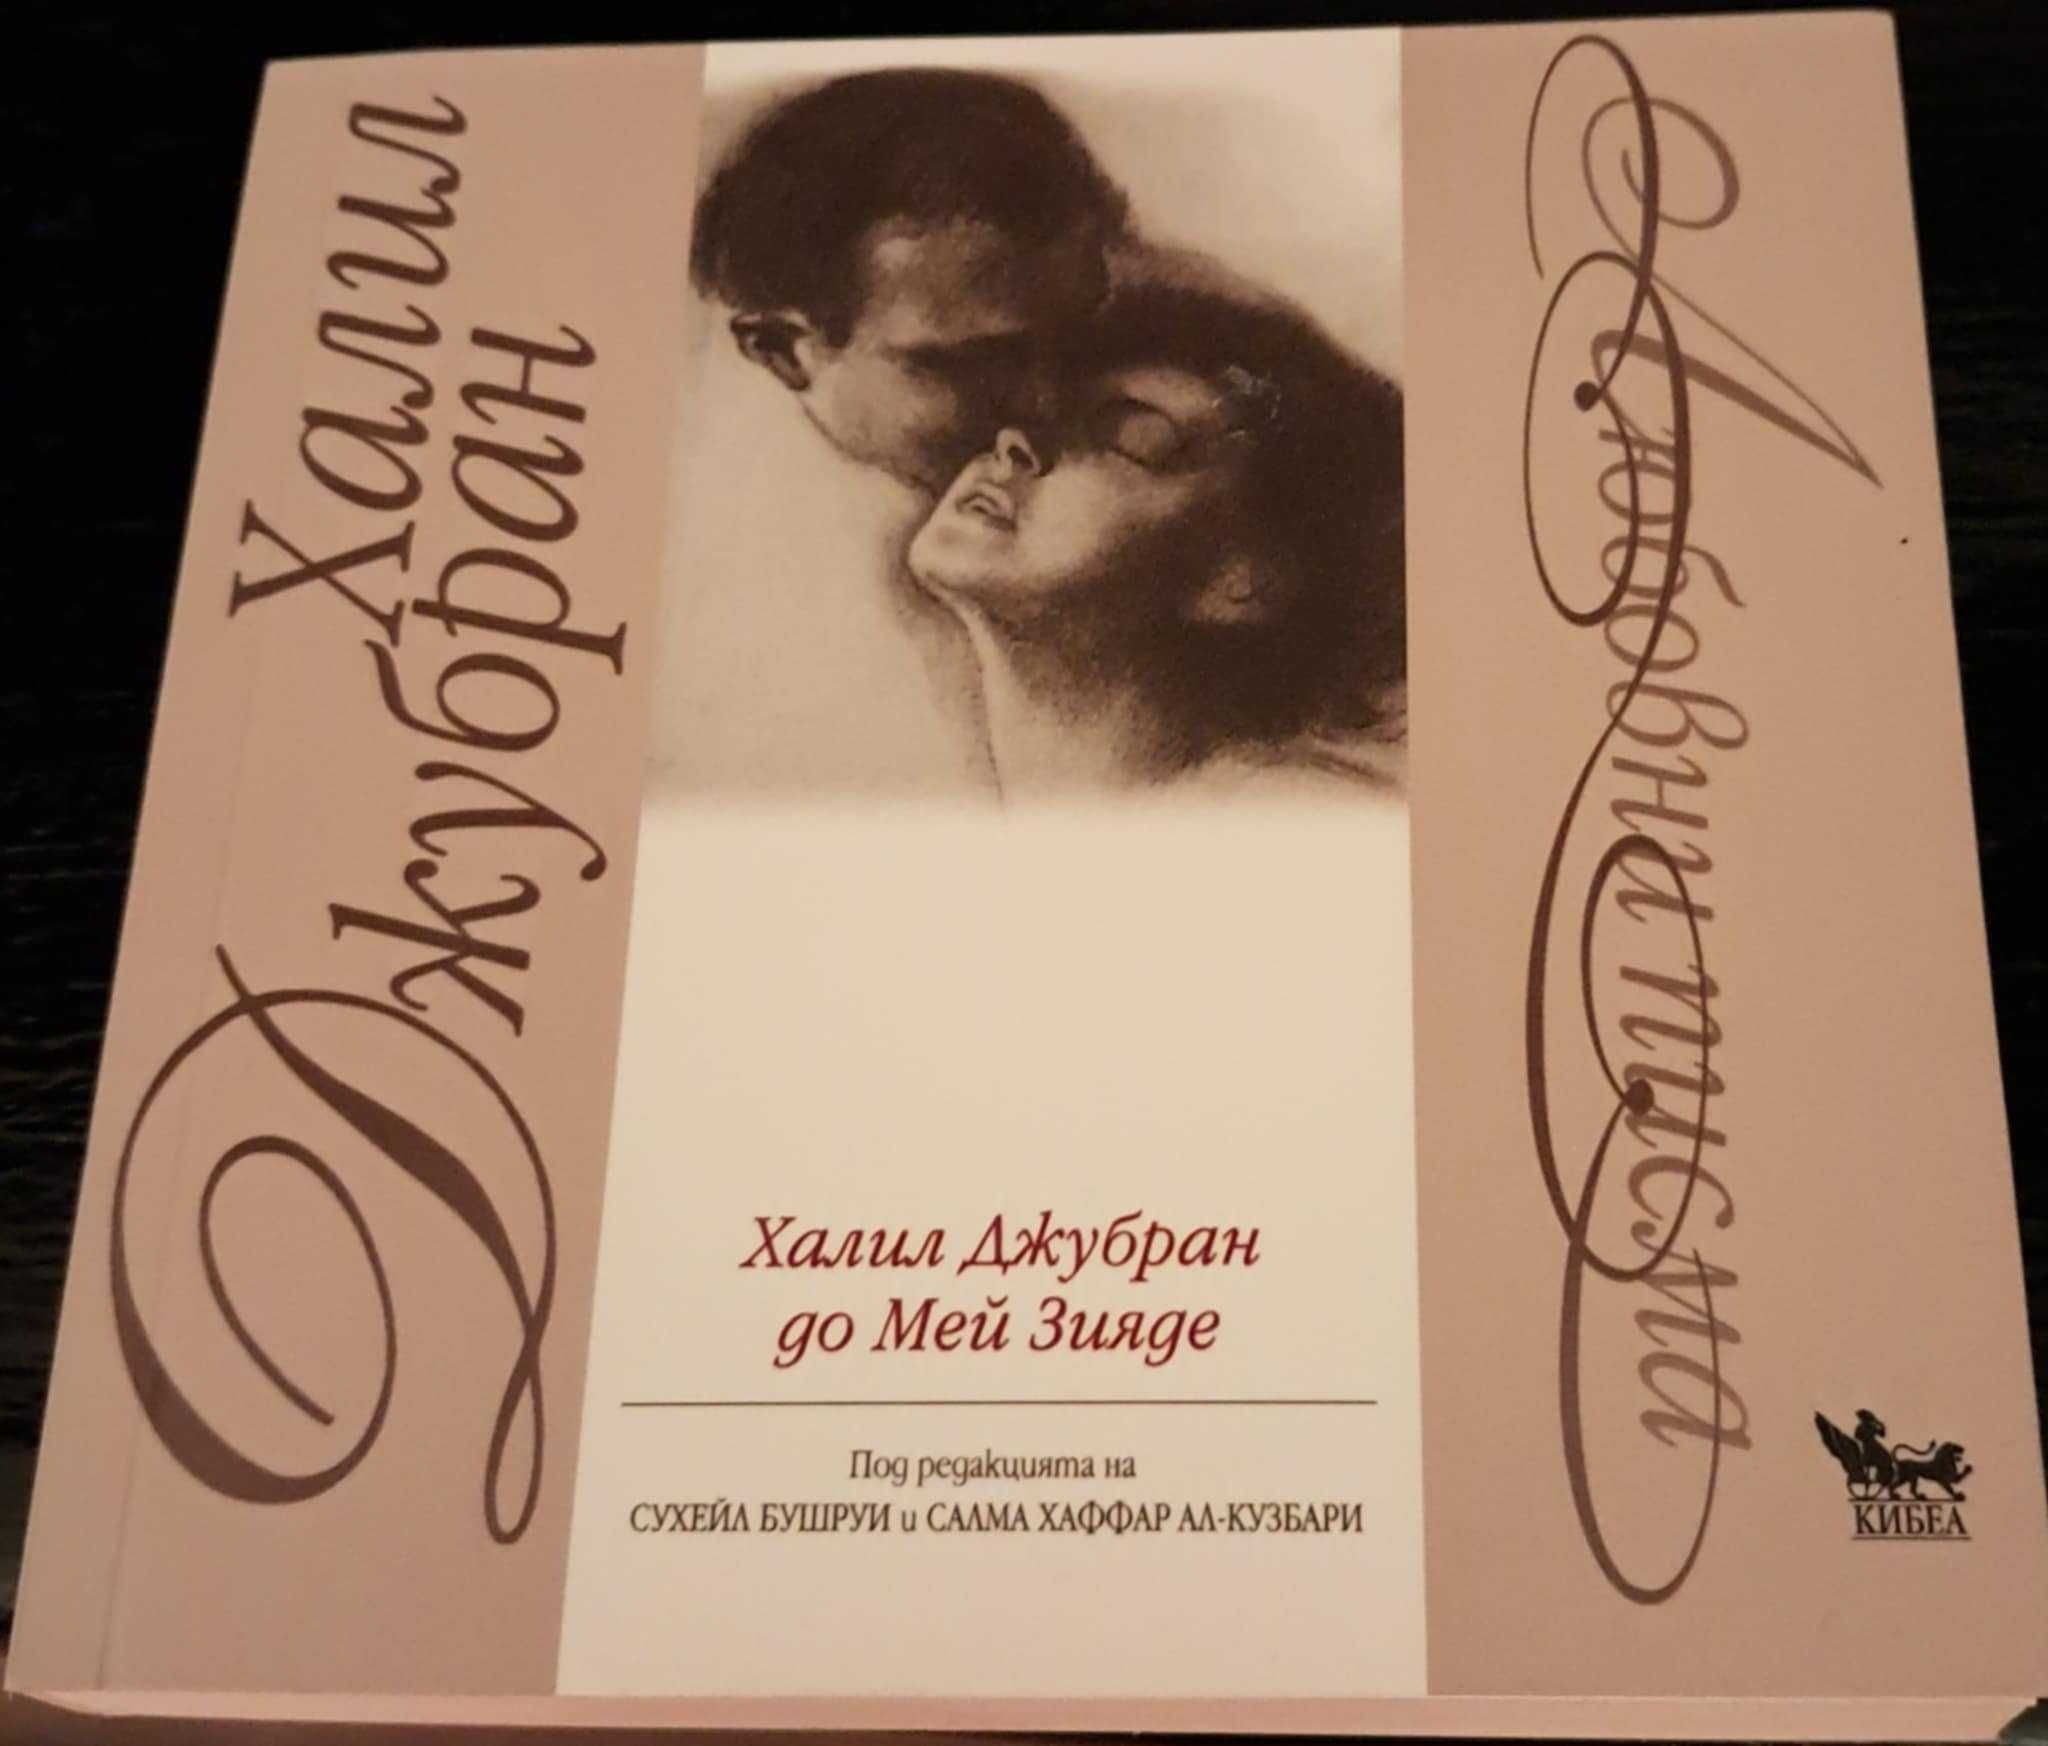 Халил
Джубран
Любовни писма
Халил Джубран
до Мей Зияде
Под редакцията на
СУХЕЙЛ БУШРУИ и САЛМА ХАФФАР АЛ-КУЗБАРИ
КИБЕА